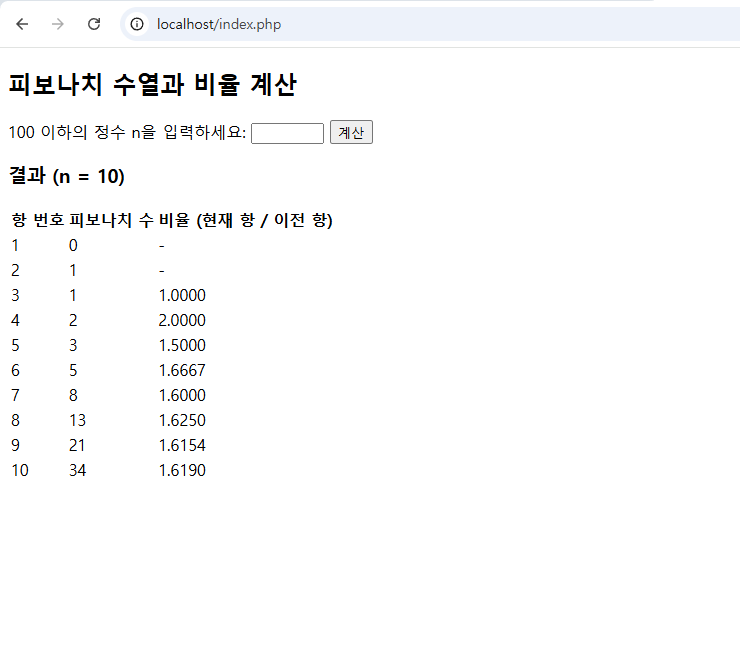 localhost/index.php
피보나치 수열과 비율 계산
100 이하의 정수 n을 입력하세요: 계산
결과 (n = 10)
항 번호 피보나치 수 비율 (현재 항 / 이전 항)
1 0 -
2 1 -
3 1 1.0000
4 2 2.0000
5 3 1.5000
6 5 1.6667
7 8 1.6000
8 13 1.6250
9 21 1.6154
10 34 1.6190